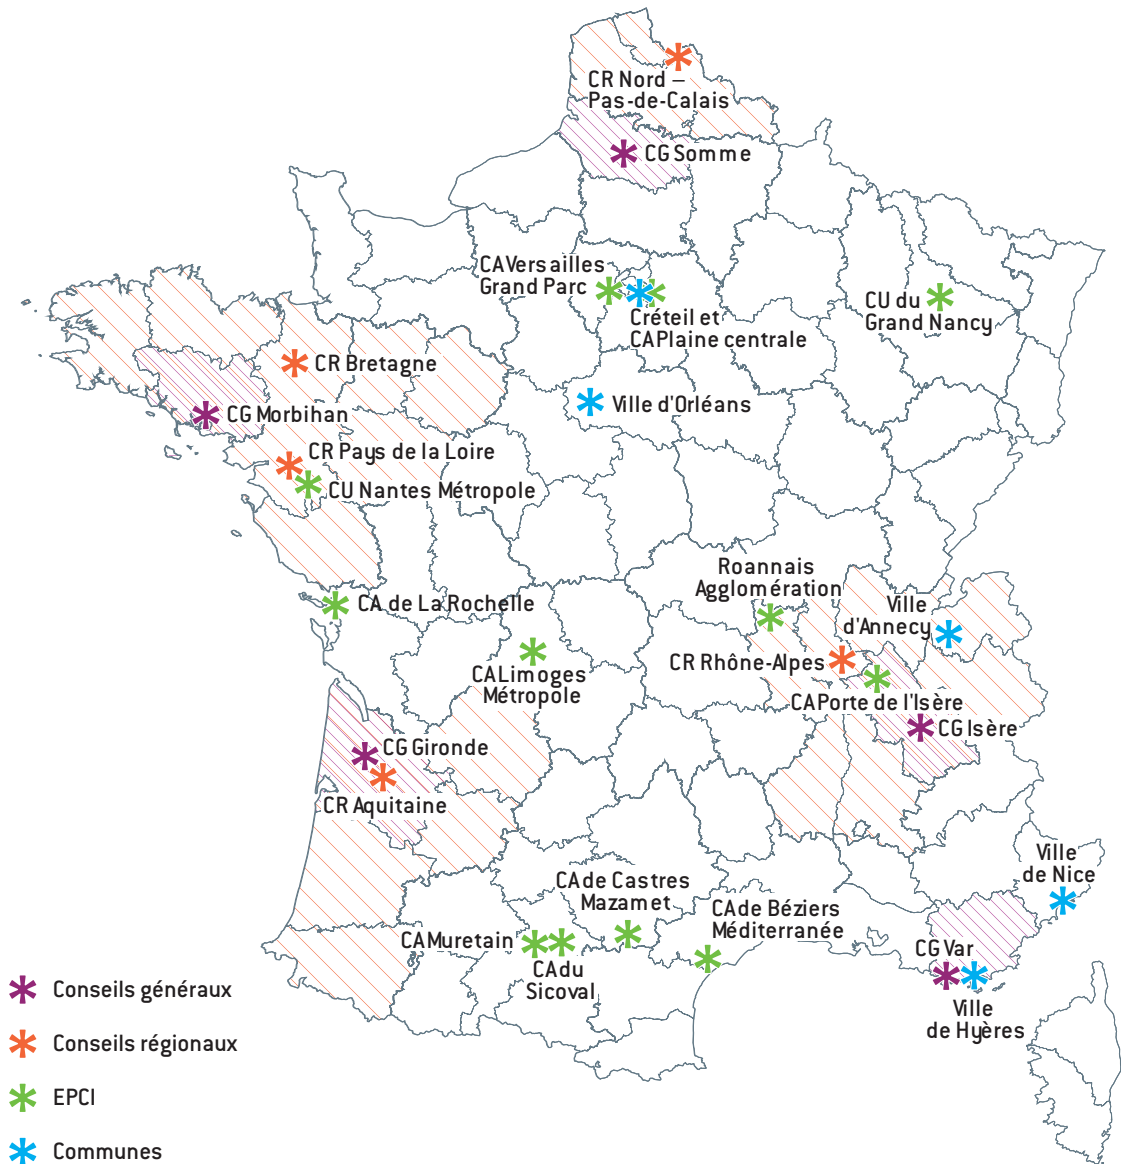 CR Nord –
Pas-de-Calais
CG Somme
CA Versailles
Grand Parc
Créteil et
CA Plaine centrale
CU du
Grand Nancy
CR Bretagne
CG Morbihan
Ville d'Orléans
CR Pays de la Loire
CU Nantes Métropole
Roannais
Agglomération
Ville
d'Annecy
CA de La Rochelle
CR Rhône-Alpes
CA Limoges
Métropole
CA Porte de l'Isère
CG Isère
CG Gironde
CR Aquitaine
Ville
de Nice
CA de Castres
Mazamet
CA de Béziers
Méditerranée
CA Muretain
CA du
Sicoval
CG Var
Ville
de Hyères
Conseils généraux
Conseils régionaux
EPCI
Communes